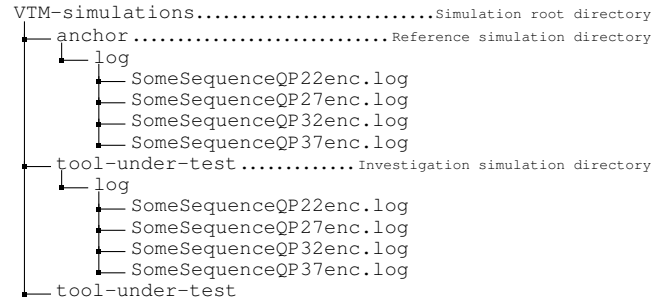 VTM-simulations..........................Simulation root directory
anchor............................Reference simulation directory
log
SomeSequenceQP22enc.log
SomeSequenceQP27enc.log
SomeSequenceQP32enc.log
SomeSequenceQP37enc.log
tool-under-test............Investigation simulation directory
log
SomeSequenceQP22enc.log
SomeSequenceQP27enc.log
SomeSequenceQP32enc.log
SomeSequenceQP37enc.log
tool-under-test